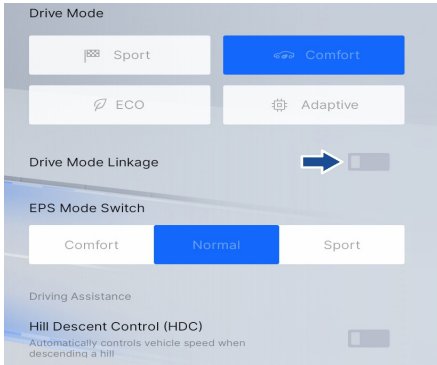 Drive Mode
Sport
Comfort
ECO
Adaptive
Drive Mode Linkage
EPS Mode Switch
Comfort
Normal
Sport
Driving Assistance
Hill Descent Control (HDC)
Automatically controls vehicle speed when
descending a hill